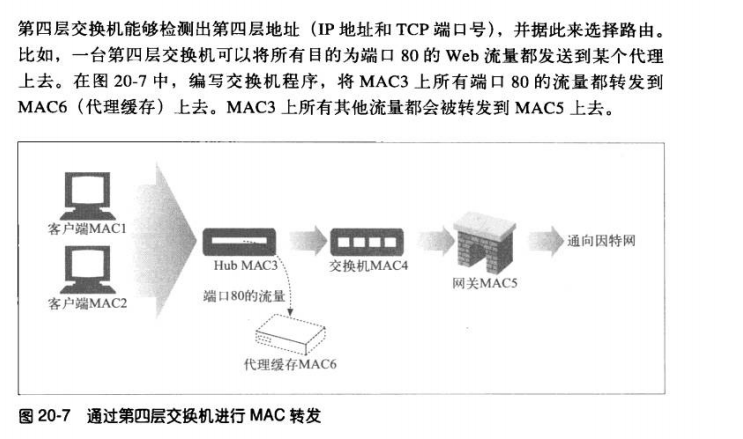 第四层交换机能够检测出第四层地址（IP 地址和 TCP 端口号），并据此来选择路由。
比如，一台第四层交换机可以将所有目的为端口 80 的 Web 流量都发送到某个代理
上去。在图 20-7 中，编写交换机程序，将 MAC3 上所有端口 80 的流量都转发到
MAC6（代理缓存）上去。MAC3 上所有其他流量都会被转发到 MAC5 上去。
客户端MAC1
客户端MAC2
Hub MAC3
交换机MAC4
网关MAC5
通向因特网
端口80的流量
代理缓存MAC6
图 20-7 通过第四层交换机进行 MAC 转发